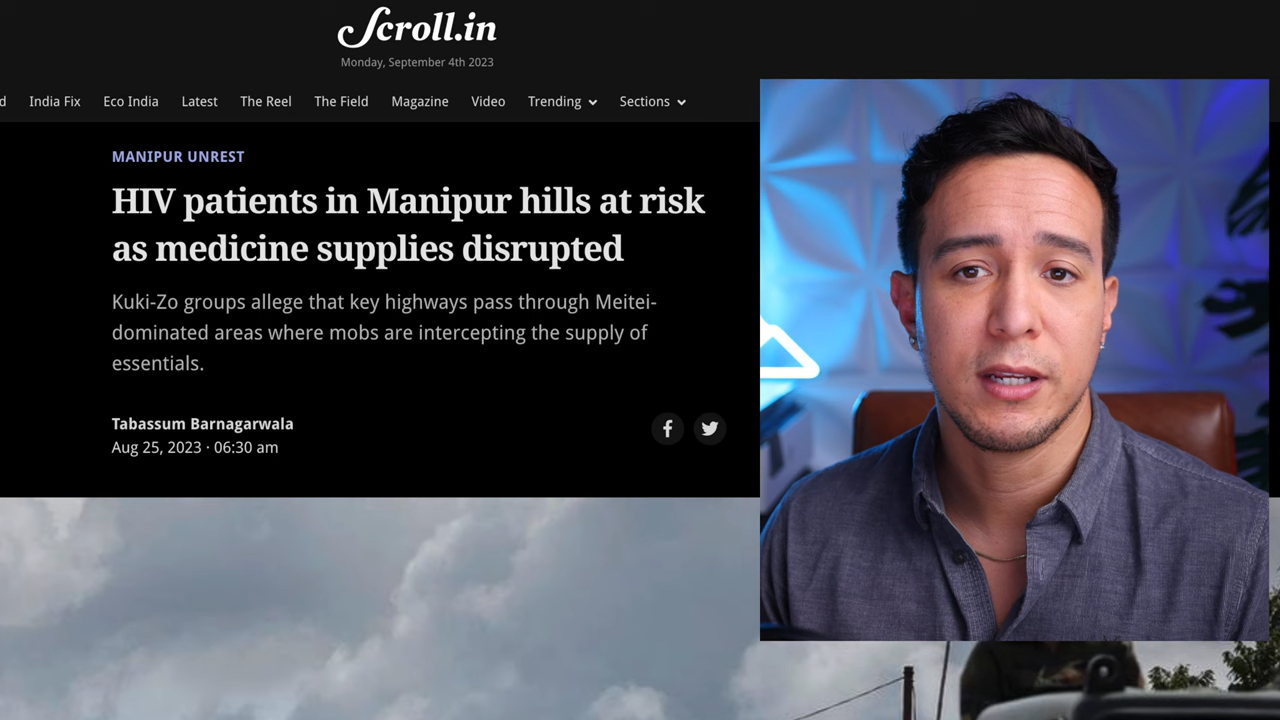 Scroll.in
Monday, September 4th 2023
d India Fix Eco India Latest The Reel The Field Magazine Video Trending Sections
MANIPUR UNREST
HIV patients in Manipur hills at risk
as medicine supplies disrupted
Kuki-Zo groups allege that key highways pass through Meitei-
dominated areas where mobs are intercepting the supply of
essentials.
Tabassum Barnagarwala
Aug 25, 2023 · 06:30 am